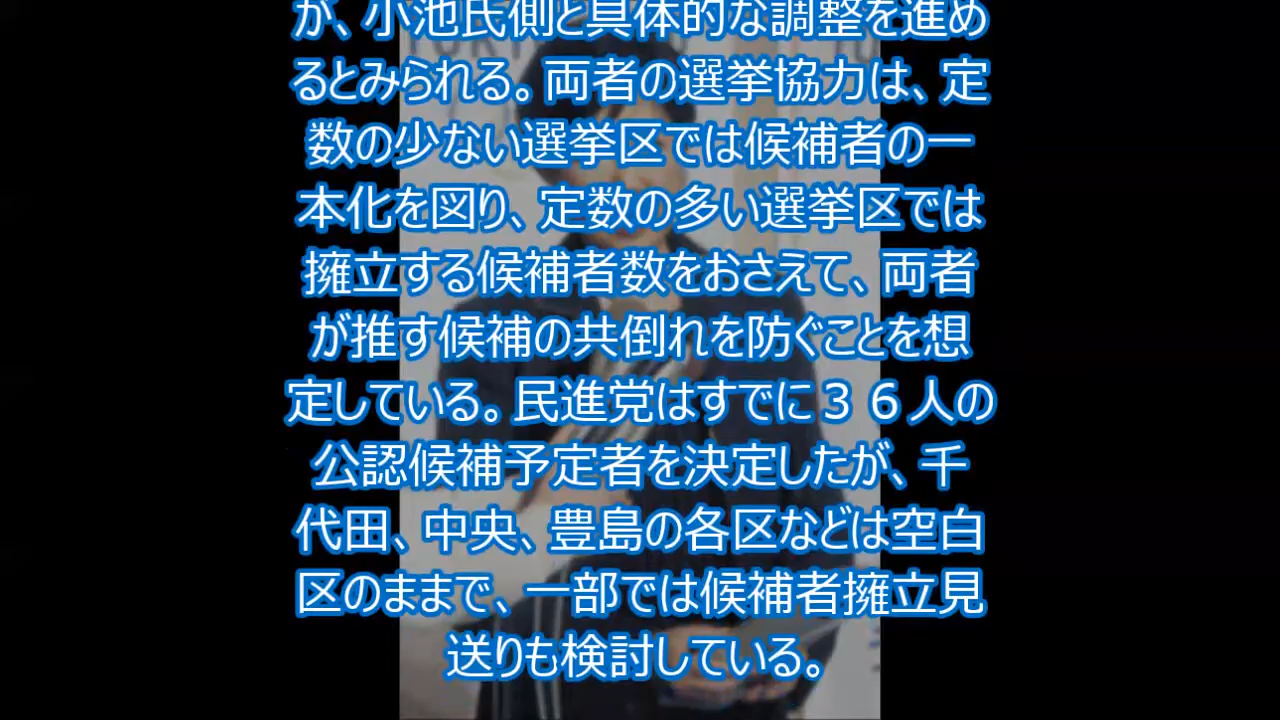 が、小池氏側と具体的な調整を進め
るとみられる。両者の選挙協力は、定
数の少ない選挙区では候補者の一
本化を図り、定数の多い選挙区では
擁立する候補者数をおさえて、両者
が推す候補の共倒れを防ぐことを想
定している。民進党はすでに３６人の
公認候補予定者を決定したが、千
代田、中央、豊島の各区などは空白
区のままで、一部では候補者擁立見
送りも検討している。